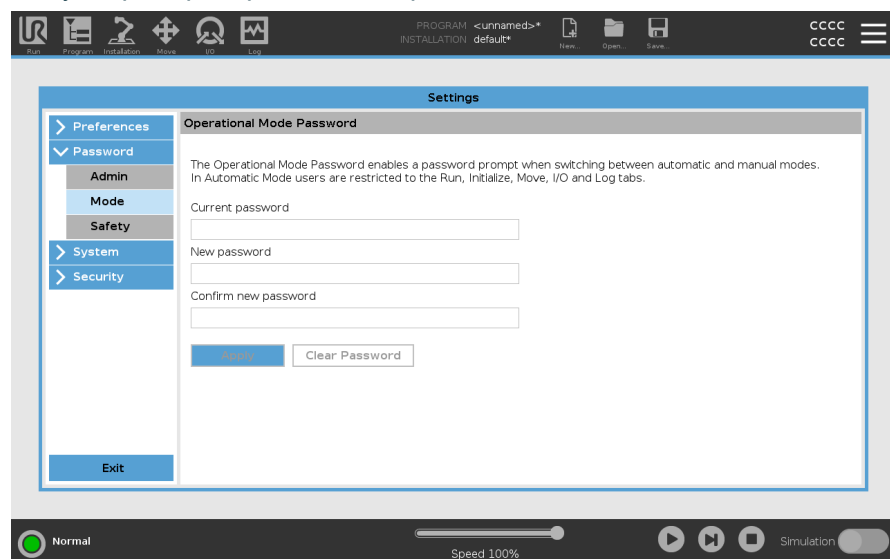 PROGRAM <unnamed>*
INSTALLATION default*
CCCC
CCCC
Run Program Installation Move I/O Log New... Open... Save...
Settings
Preferences
Password
Admin
Mode
Safety
System
Security
Exit
Operational Mode Password
The Operational Mode Password enables a password prompt when switching between automatic and manual modes.
In Automatic Mode users are restricted to the Run, Initialize, Move, I/O and Log tabs.
Current password
New password
Confirm new password
Apply Clear Password
Normal
Speed 100%
Simulation